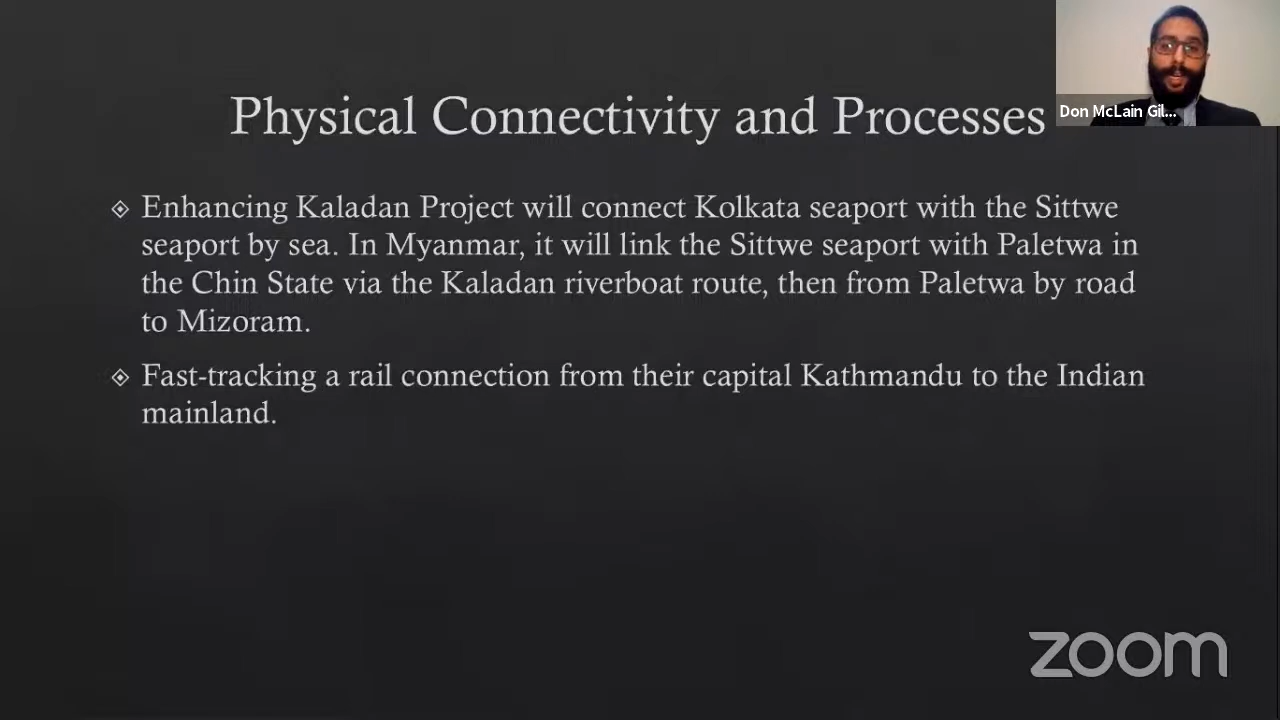 Physical Connectivity and Processes
Don McLain Gil...
Enhancing Kaladan Project will connect Kolkata seaport with the Sittwe
seaport by sea. In Myanmar, it will link the Sittwe seaport with Paletwa in
the Chin State via the Kaladan riverboat route, then from Paletwa by road
to Mizoram.
Fast-tracking a rail connection from their capital Kathmandu to the Indian
mainland.
zoom